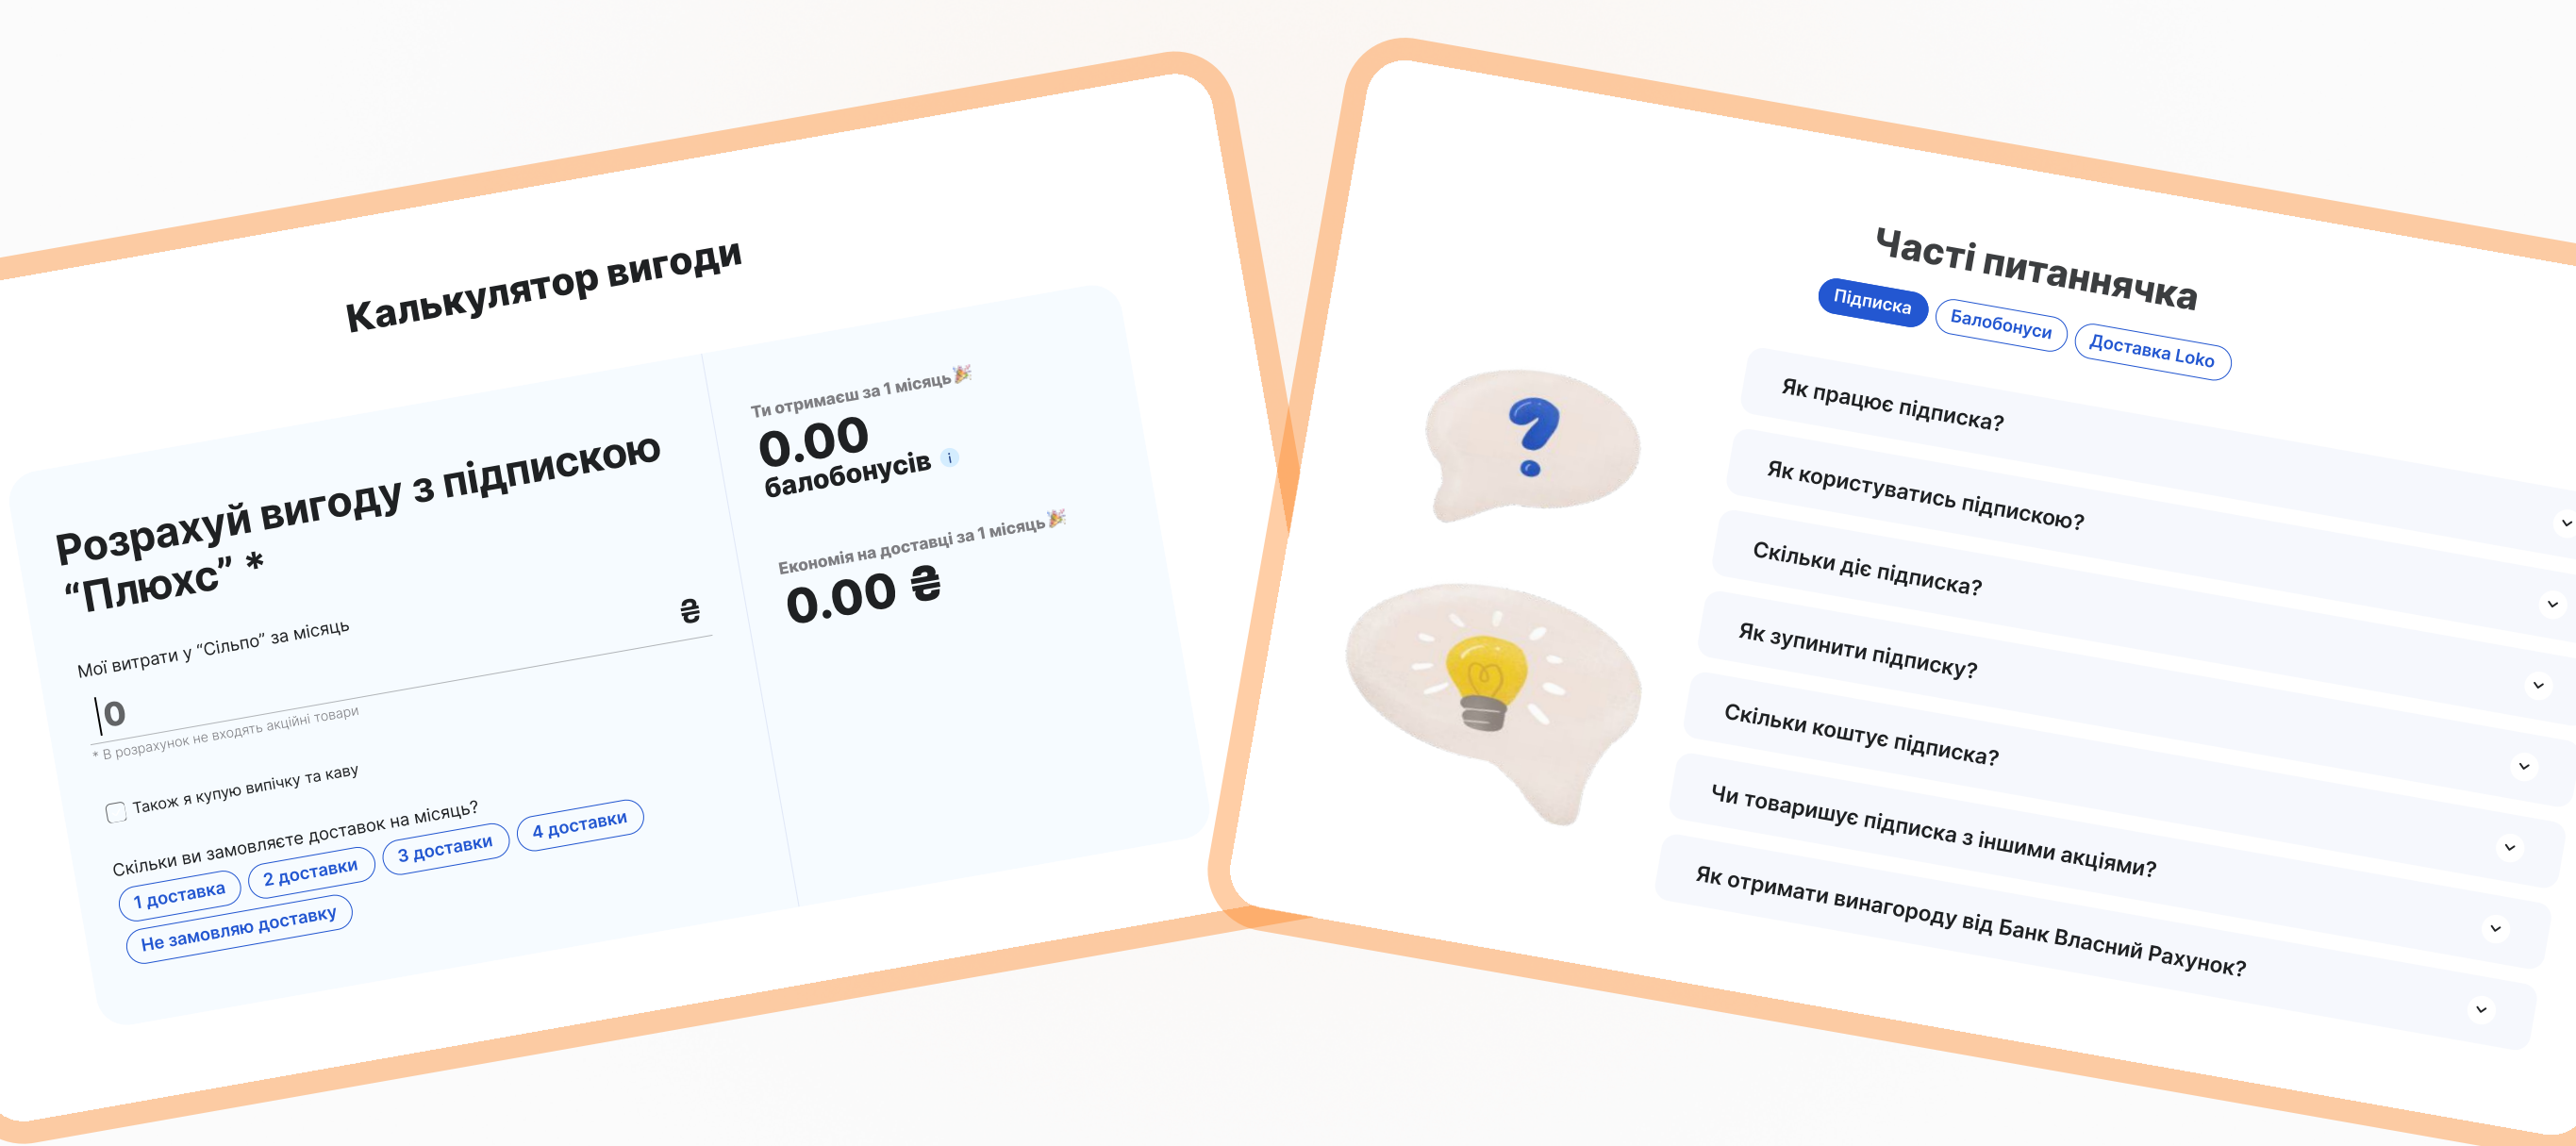 Калькулятор вигоди
Розрахуй вигоду з підпискою
“Плюхс” *
Мої витрати у “Сільпо” за місяць
0 ₴
* В розрахунок не входять акційні товари
Також я купую випічку та каву
Скільки ви замовляєте доставок на місяць?
1 доставка 2 доставки 3 доставки 4 доставки
Не замовляю доставку
Ти отримаєш за 1 місяць🎉
0.00
балобонусів i
Економія на доставці за 1 місяць🎉
0.00 ₴
Часті питаннячка
Підписка Балобонуси Доставка Loko
?
Як працює підписка?
Як користуватись підпискою?
Скільки діє підписка?
Як зупинити підписку?
Скільки коштує підписка?
Чи товаришує підписка з іншими акціями?
Як отримати винагороду від Банк Власний Рахунок?